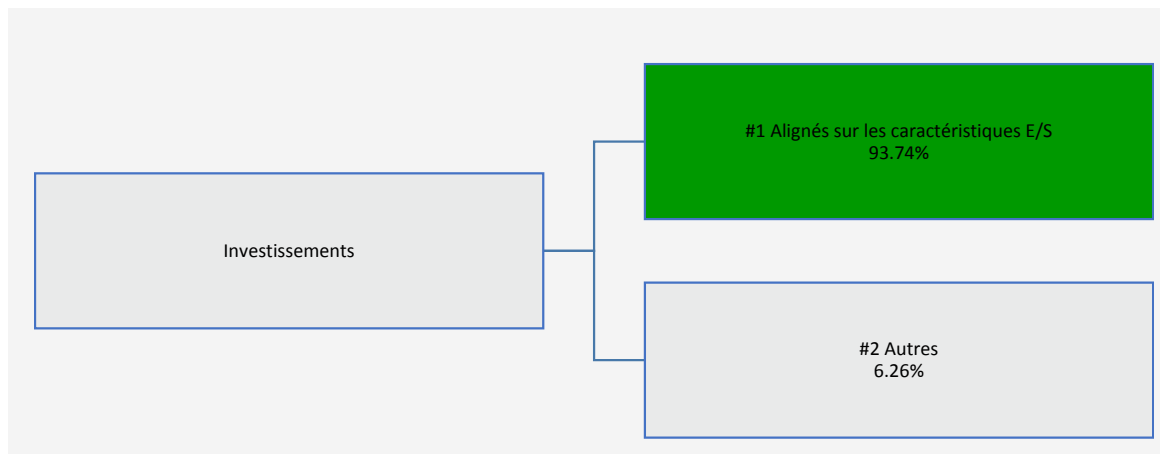 #1 Alignés sur les caractéristiques E/S
93.74%
Investissements
#2 Autres
6.26%